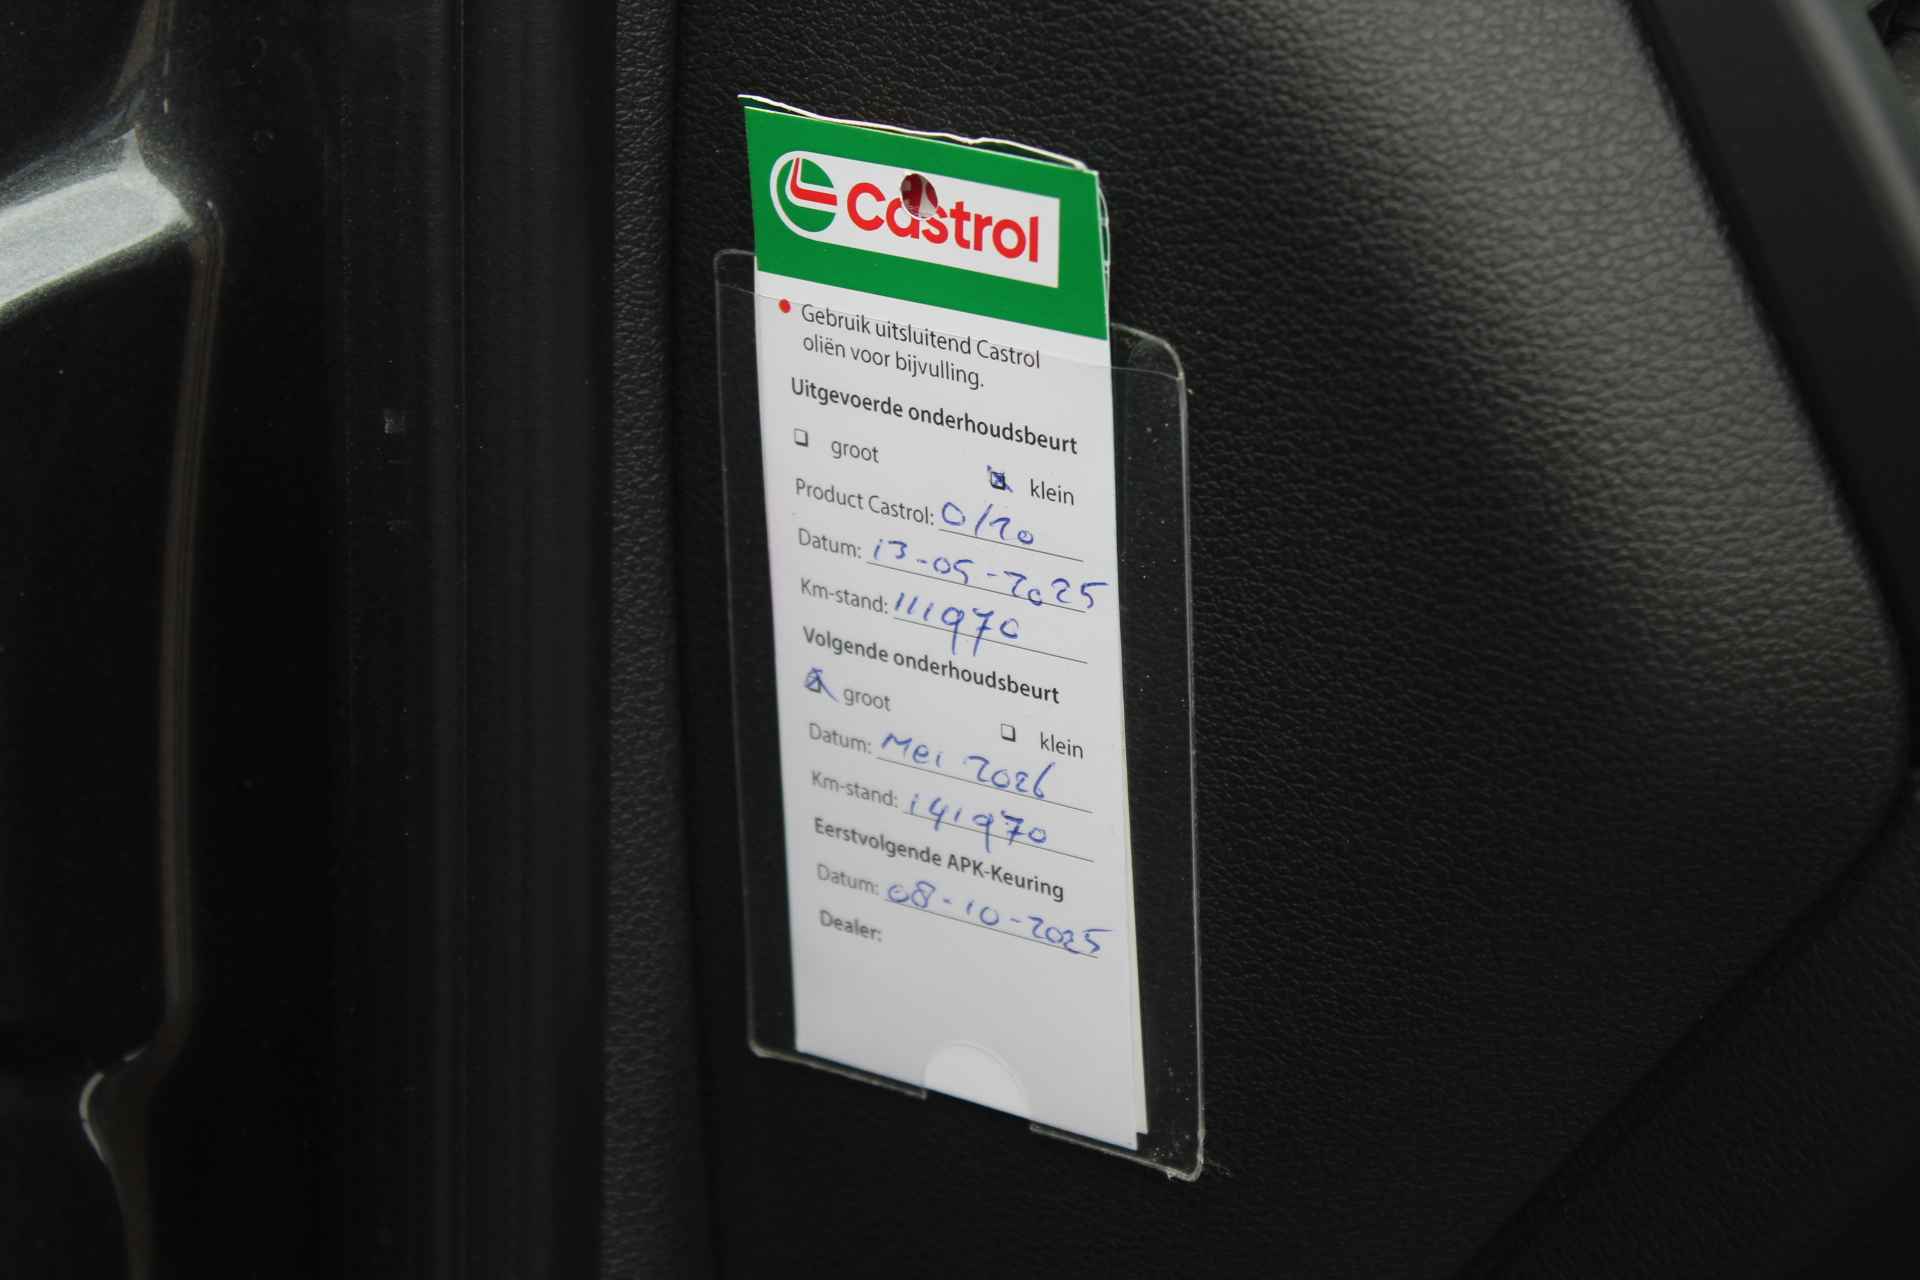 Castrol
Gebruik uitsluitend Castrol
oliën voor bijvulling.
Uitgevoerde onderhoudsbeurt
groot klein
Product Castrol: 0/20
Datum: 13-05-2025
Km-stand: 111970
Volgende onderhoudsbeurt
groot klein
Datum: Mei 2026
Km-stand: 141970
Eerstvolgende APK-Keuring
Datum: 08-10-2025
Dealer: